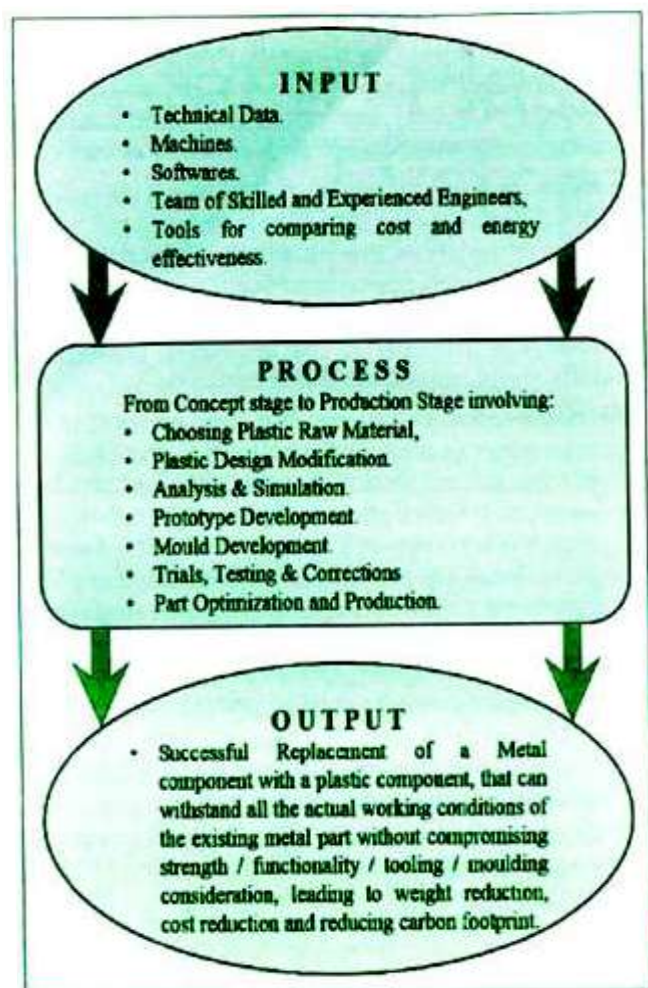 INPUT
• Technical Data.
• Machines.
• Softwares.
• Team of Skilled and Experienced Engineers,
• Tools for comparing cost and energy
effectiveness.
PROCESS
From Concept stage to Production Stage involving:
• Choosing Plastic Raw Material,
• Plastic Design Modification.
• Analysis & Simulation.
• Prototype Development.
• Mould Development.
• Trials, Testing & Corrections
• Part Optimization and Production.
OUTPUT
• Successful Replacement of a Metal
component with a plastic component, that can
withstand all the actual working conditions of
the existing metal part without compromising
strength / functionality / tooling / moulding
consideration, leading to weight reduction,
cost reduction and reducing carbon footprint.